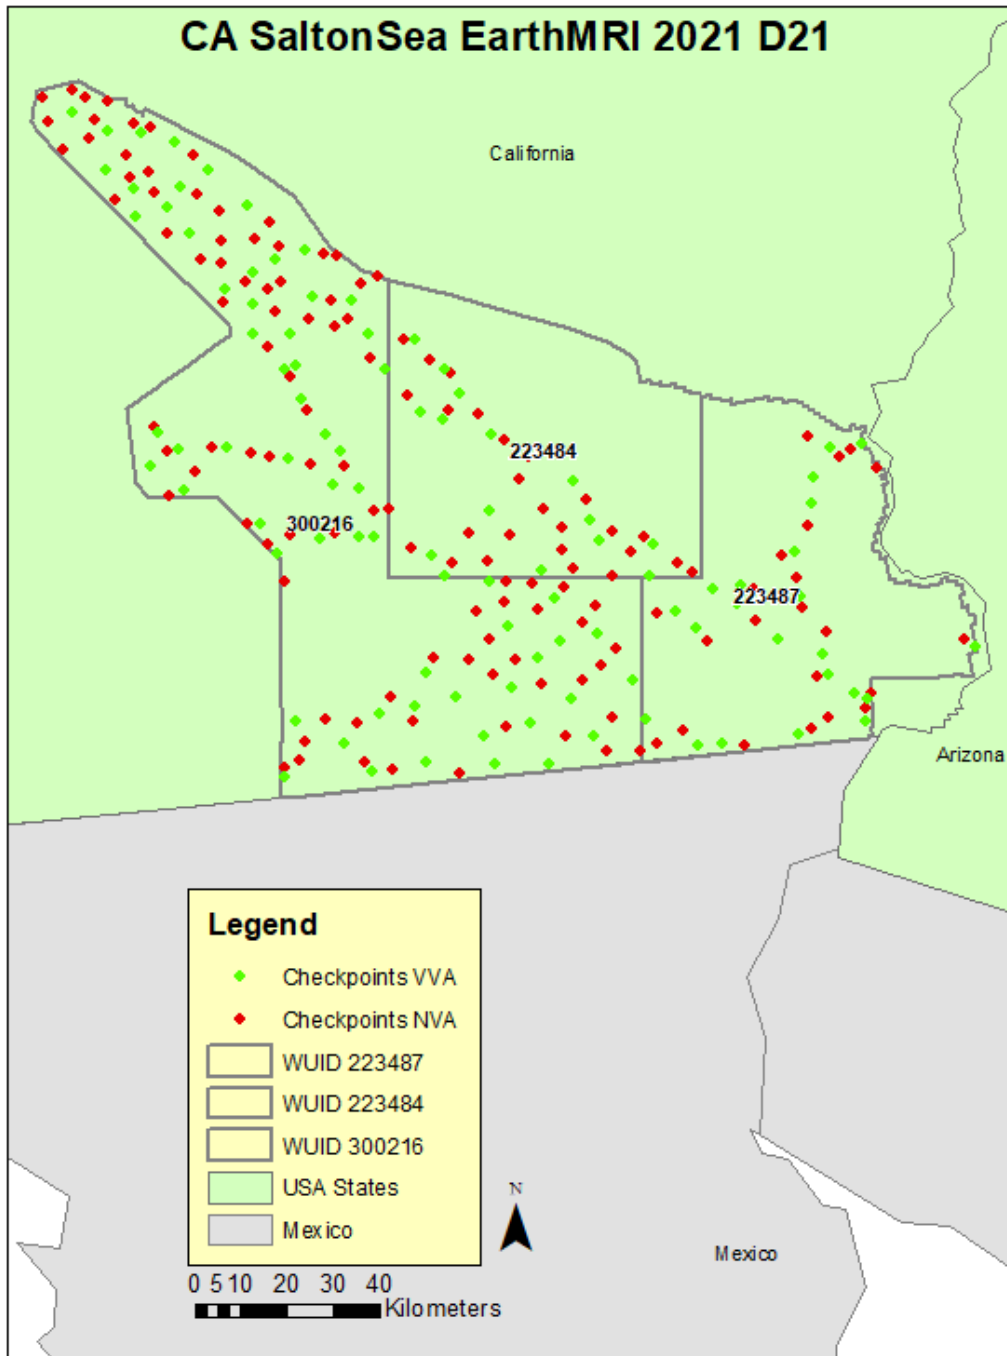 CA SaltonSea EarthMRI 2021 D21
California
223484
300216
223487
Arizona
Legend
Checkpoints VVA
Checkpoints NVA
WUID 223487
WUID 223484
WUID 300216
USA States
Mexico
N
Mexico
0 5 10 20 30 40
Kilometers